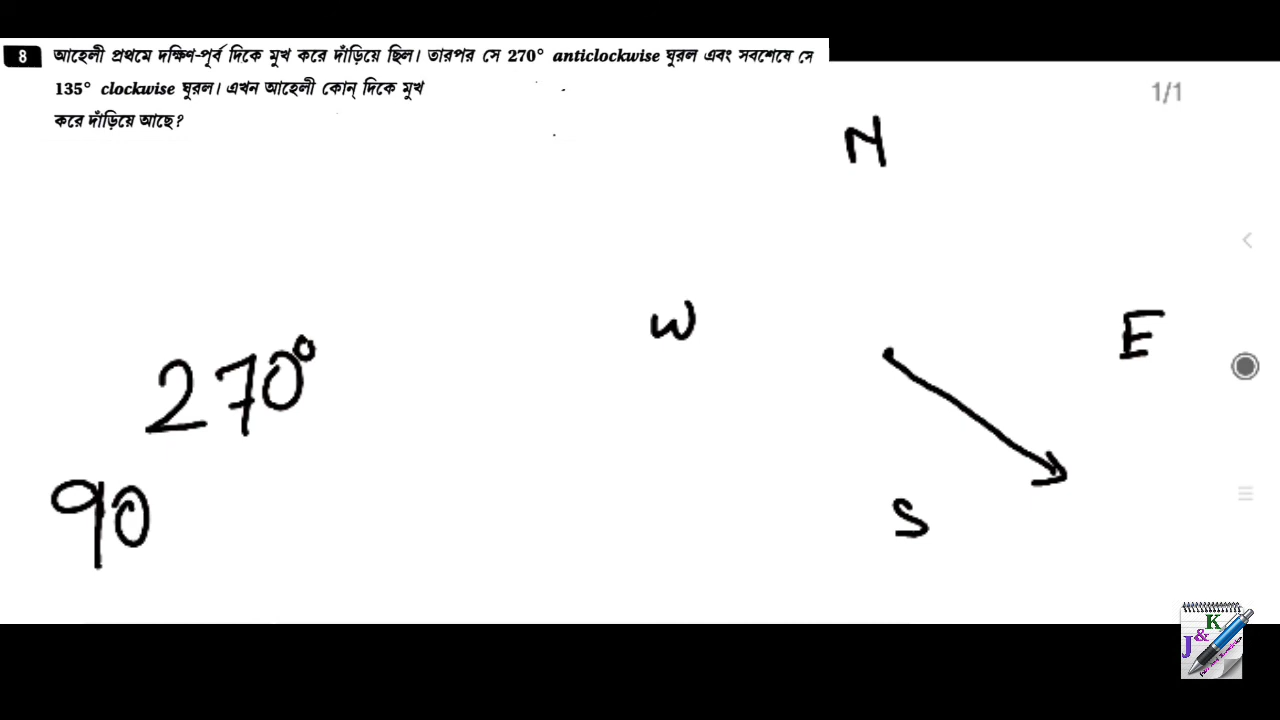 8 আহেলী প্রথমে দক্ষিণ-পূর্ব দিকে মুখ করে দাঁড়িয়ে ছিল। তারপর সে 270° anticlockwise ঘুরল এবং সবশেষে সে
135° clockwise ঘুরল। এখন আহেলী কোন্ দিকে মুখ
করে দাঁড়িয়ে আছে?
1/1
N
W
E
270°
90
S
J&K